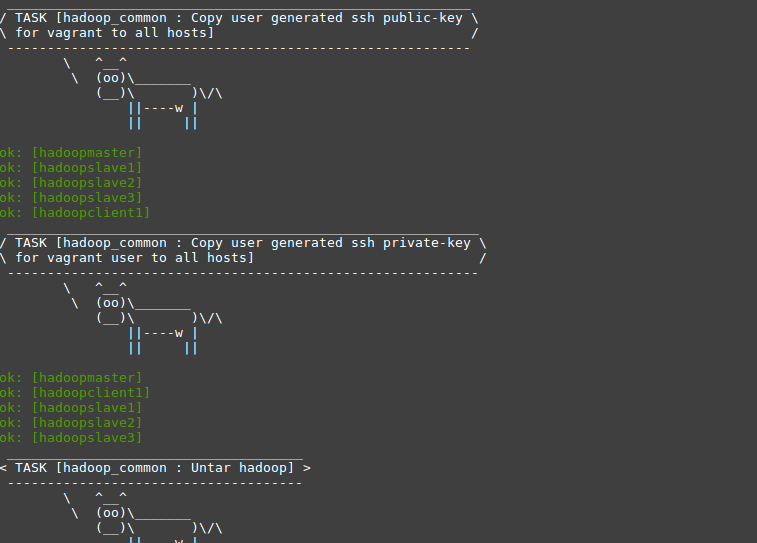 __________________________________________________________
/ TASK [hadoop_common : Copy user generated ssh public-key \
\ for vagrant to all hosts]                                /
 ----------------------------------------------------------
        \   ^__^
         \  (oo)\_______
            (__)\       )\/\
                ||----w |
                ||     ||

ok: [hadoopmaster]
ok: [hadoopslave1]
ok: [hadoopslave2]
ok: [hadoopslave3]
ok: [hadoopclient1]
 ___________________________________________________________
/ TASK [hadoop_common : Copy user generated ssh private-key \
\ for vagrant user to all hosts]                            /
 -----------------------------------------------------------
        \   ^__^
         \  (oo)\_______
            (__)\       )\/\
                ||----w |
                ||     ||

ok: [hadoopmaster]
ok: [hadoopclient1]
ok: [hadoopslave1]
ok: [hadoopslave2]
ok: [hadoopslave3]
 _____________________________________
< TASK [hadoop_common : Untar hadoop] >
 -------------------------------------
        \   ^__^
         \  (oo)\_______
            (__)\       )\/\
                ||----w |